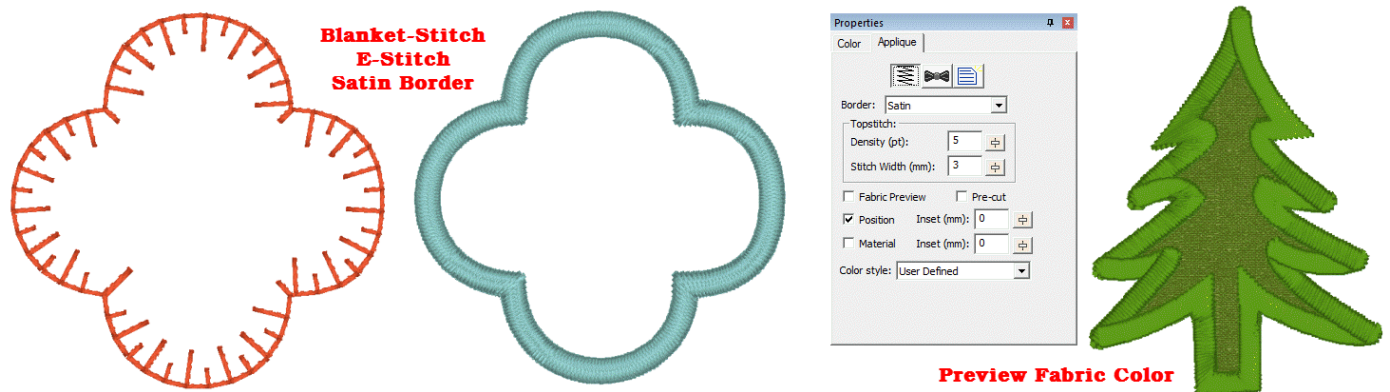 Blanket-Stitch
E-Stitch
Satin Border
Properties
Color Applique
Border: Satin
Topstitch:
Density (pt): 5
Stitch Width (mm): 3
Fabric Preview Pre-cut
Position Inset (mm): 0
Material Inset (mm): 0
Color style: User Defined
Preview Fabric Color